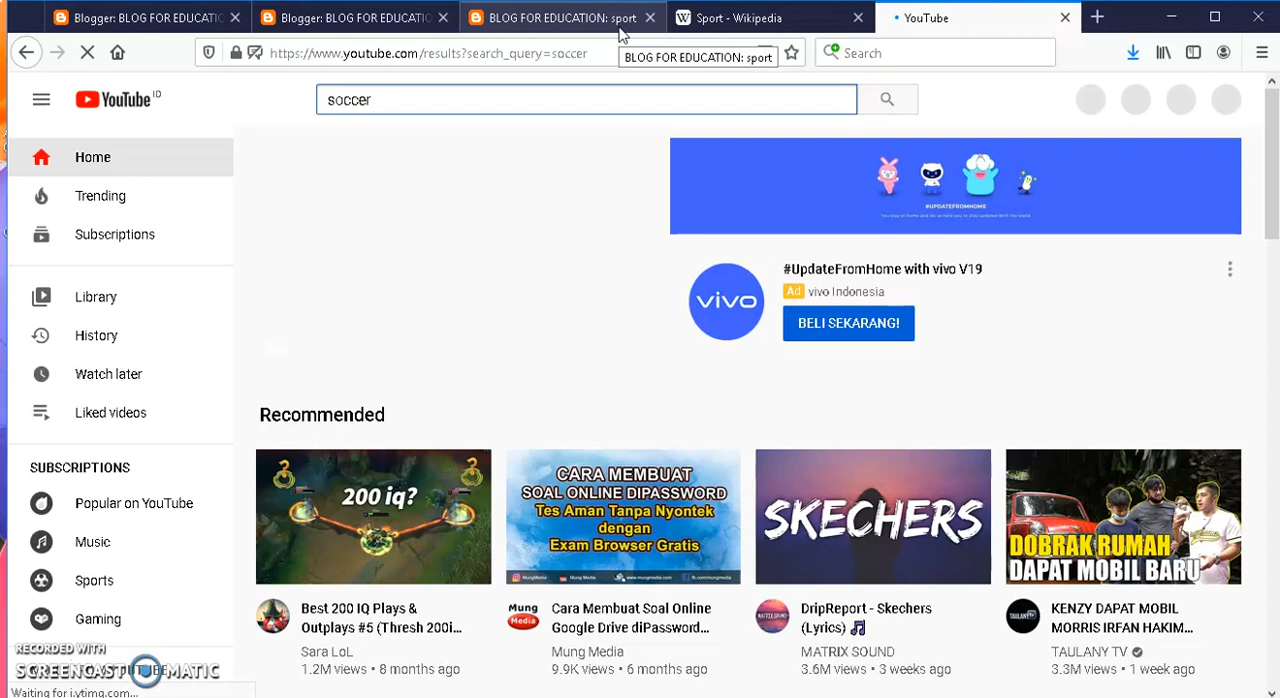 Blogger: BLOG FOR EDUCATIO
Blogger: BLOG FOR EDUCATIO
BLOG FOR EDUCATION: sport
Sport - Wikipedia
YouTube
https://www.youtube.com/results?search_query=soccer
Search
BLOG FOR EDUCATION: sport
YouTube ID
soccer
Home
Trending
Subscriptions
Library
History
Watch later
Liked videos
SUBSCRIPTIONS
Popular on YouTube
Music
Sports
Gaming
#UPDATEFROMHOME
#UpdateFromHome with vivo V19
Ad vivo Indonesia
vivo
BELI SEKARANG!
Recommended
200 iq?
CARA MEMBUAT
SOAL ONLINE DIPASSWORD
Tes Aman Tanpa Nyontek
dengan
Exam Browser Gratis
SKECHERS
DOBRAK RUMAH
DAPAT MOBIL BARU
Best 200 IQ Plays &
Outplays #5 (Thresh 200i...
Sara LoL
1.2M views • 8 months ago
Mung
Media
Cara Membuat Soal Online
Google Drive diPassword...
Mung Media
9.9K views • 6 months ago
DripReport - Skechers
(Lyrics)
MATRIX SOUND
3.6M views • 3 weeks ago
KENZY DAPAT MOBIL
MORRIS IRFAN HAKIM...
TAULANY TV
3.3M views • 1 week ago
RECORDED WITH
SCREENCAST MATIC
Waiting for i.ytimg.com...